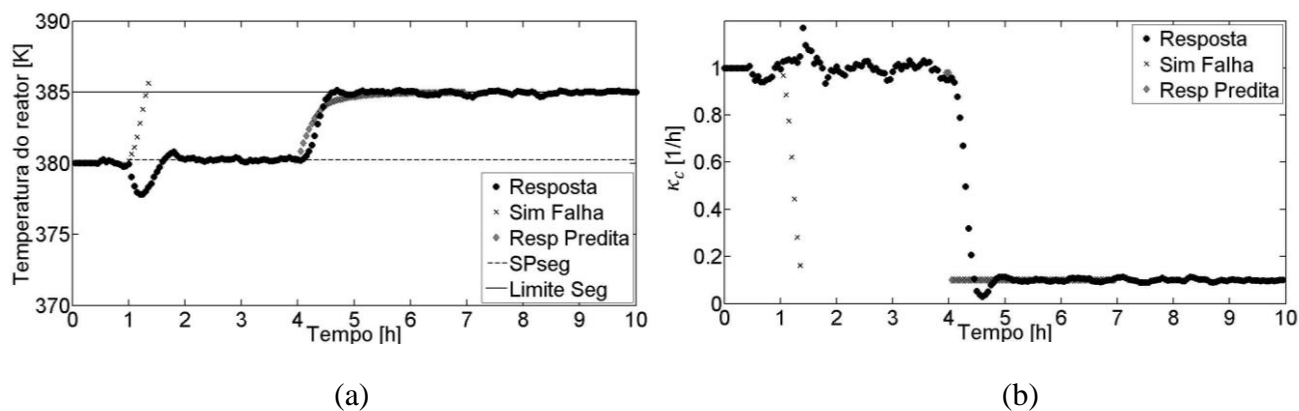 390
385
380
375
370
Temperatura do reator [K]
Resposta
Sim Falha
Resp Predita
SPseg
Limite Seg
0 1 2 3 4 5 6 7 8 9 10
Tempo [h]
(a)
1
0.8
0.6
0.4
0.2
0
κc [1/h]
Resposta
Sim Falha
Resp Predita
0 1 2 3 4 5 6 7 8 9 10
Tempo [h]
(b)